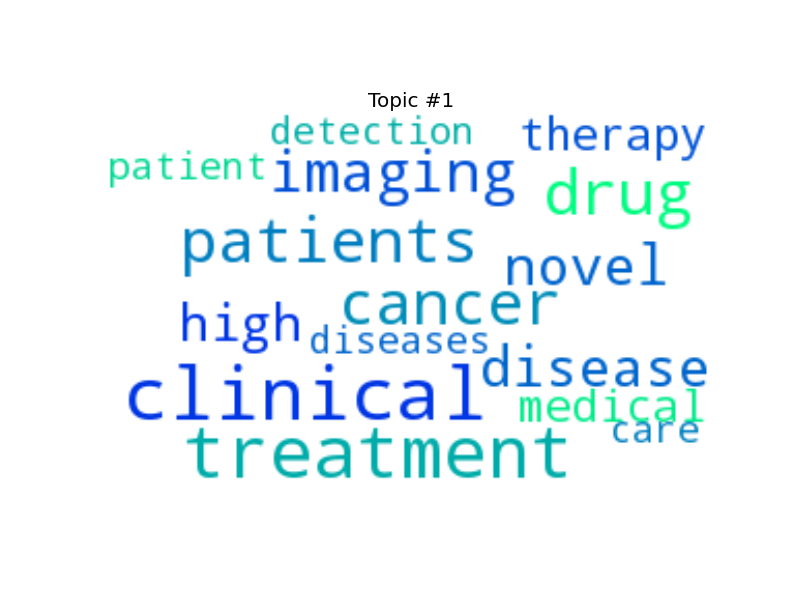 Topic #1
detection therapy
patient imaging drug
patients novel
cancer
high diseases
clinical disease
medical
care
treatment